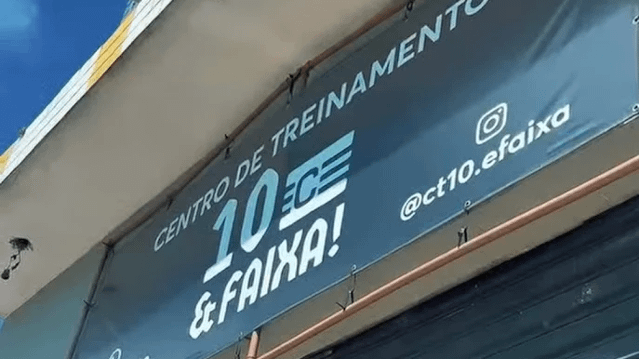 CENTRO DE TREINAMENTO
10 C
& FAIXA!
@ct10.efaixa